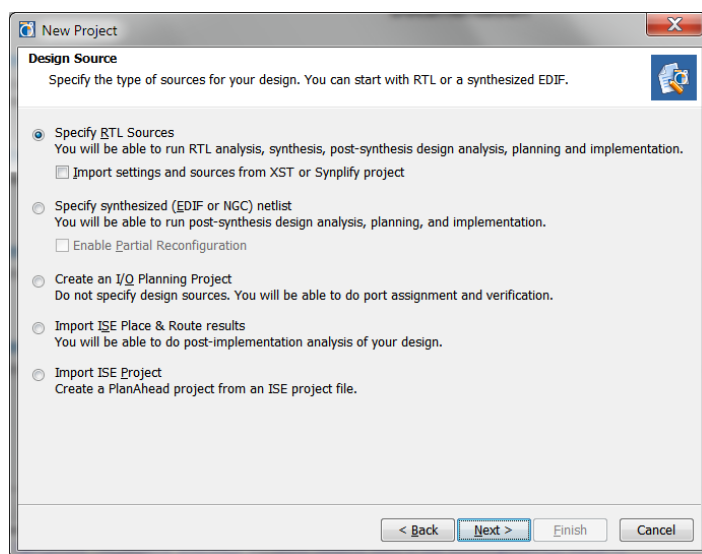 New Project
Design Source
Specify the type of sources for your design. You can start with RTL or a synthesized EDIF.
Specify RTL Sources
You will be able to run RTL analysis, synthesis, post-synthesis design analysis, planning and implementation.
Import settings and sources from XST or Synplify project
Specify synthesized (EDIF or NGC) netlist
You will be able to run post-synthesis design analysis, planning, and implementation.
Enable Partial Reconfiguration
Create an I/O Planning Project
Do not specify design sources. You will be able to do port assignment and verification.
Import ISE Place & Route results
You will be able to do post-implementation analysis of your design.
Import ISE Project
Create a PlanAhead project from an ISE project file.
< Back Next > Finish Cancel